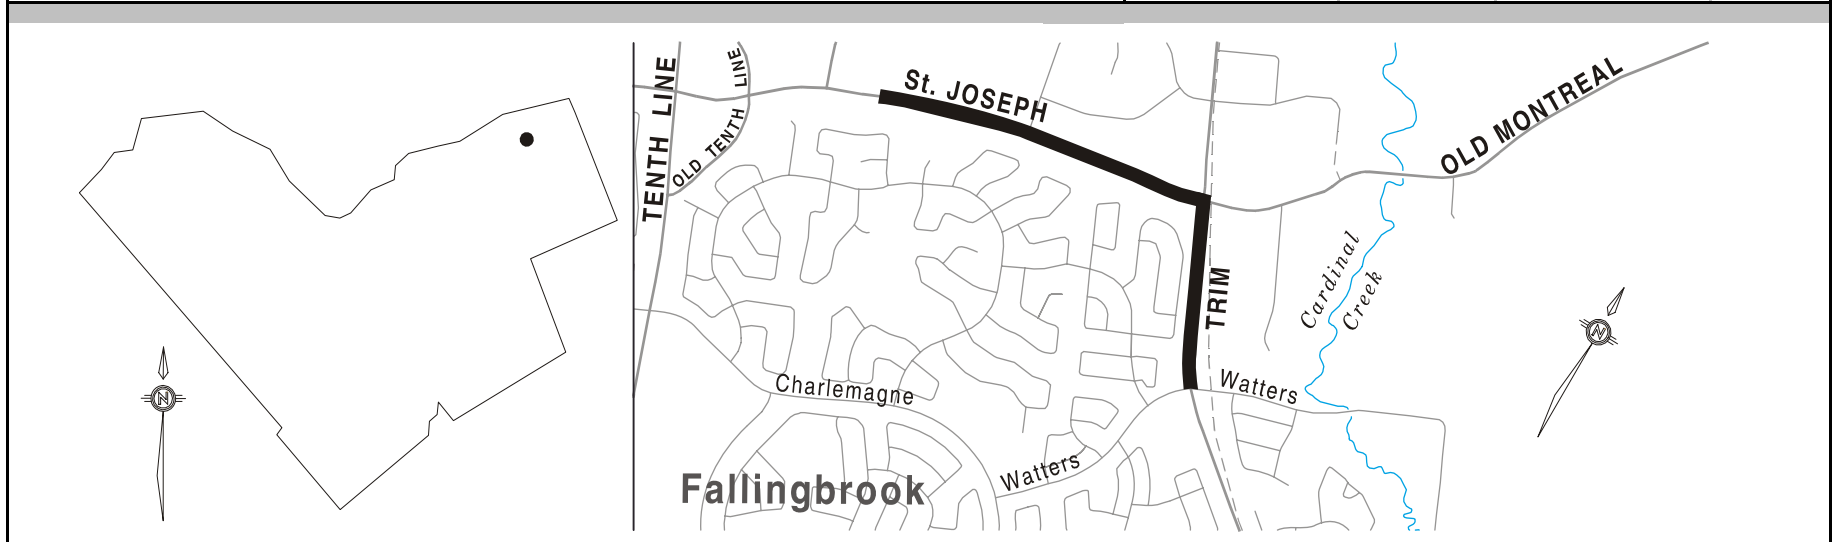 TENTH LINE
OLD TENTH LINE
St. JOSEPH
OLD MONTREAL
TRIM
Cardinal
Creek
N
N
Charlemagne
Watters
Watters
Fallingbrook